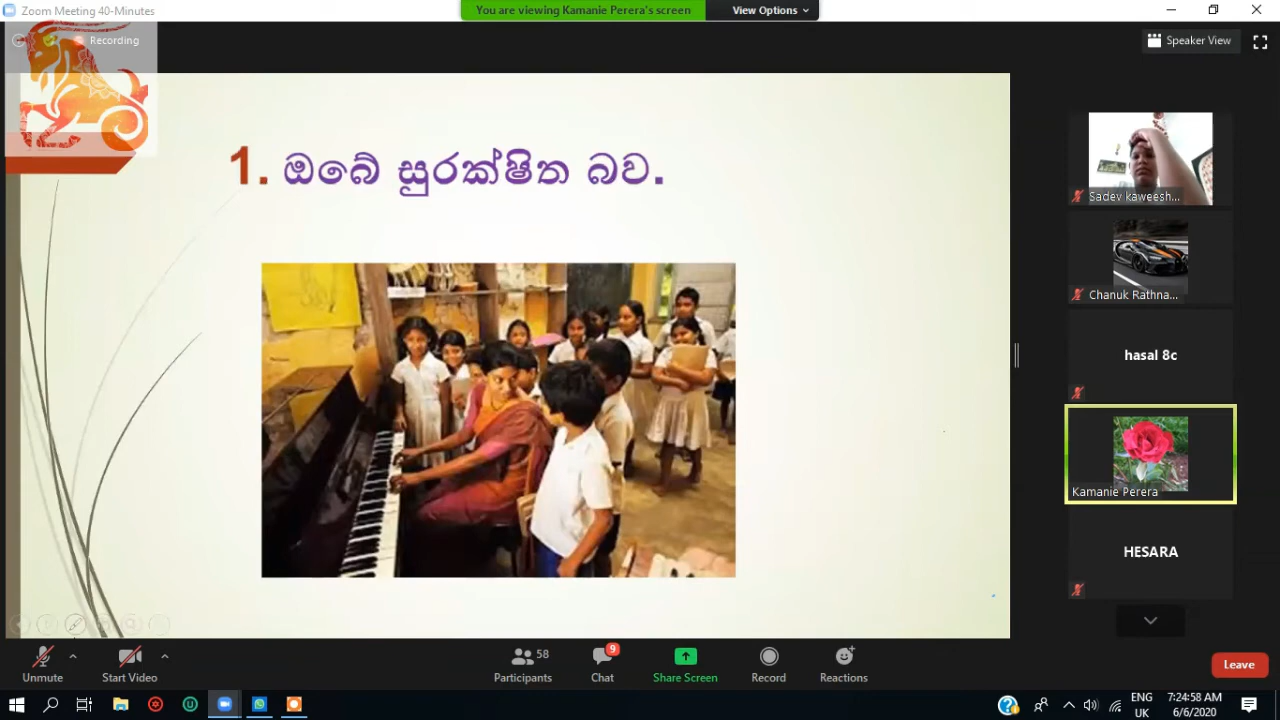 Zoom Meeting 40-Minutes
You are viewing Kamanie Perera's screen
View Options
Recording
Speaker View
1. ඔබේ සුරක්ෂිත බව.
Sadev kaweesh...
Chanuk Rathna...
hasal 8c
Kamanie Perera
HESARA
Unmute
Start Video
58
Participants
9
Chat
Share Screen
Record
Reactions
Leave
ENG
UK
7:24:58 AM
6/6/2020